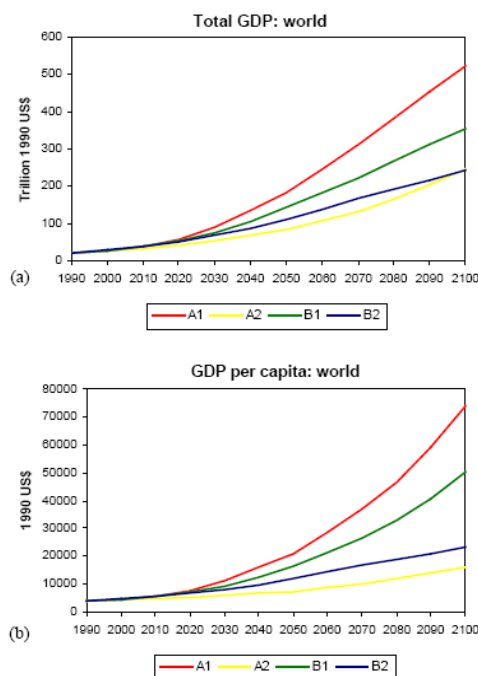 Total GDP: world
600
500
400
300
200
100
0
Trillion 1990 US$
1990 2000 2010 2020 2030 2040 2050 2060 2070 2080 2090 2100
(a)
A1 A2 B1 B2
GDP per capita: world
80000
70000
60000
50000
40000
30000
20000
10000
0
1990 US$
1990 2000 2010 2020 2030 2040 2050 2060 2070 2080 2090 2100
(b)
A1 A2 B1 B2